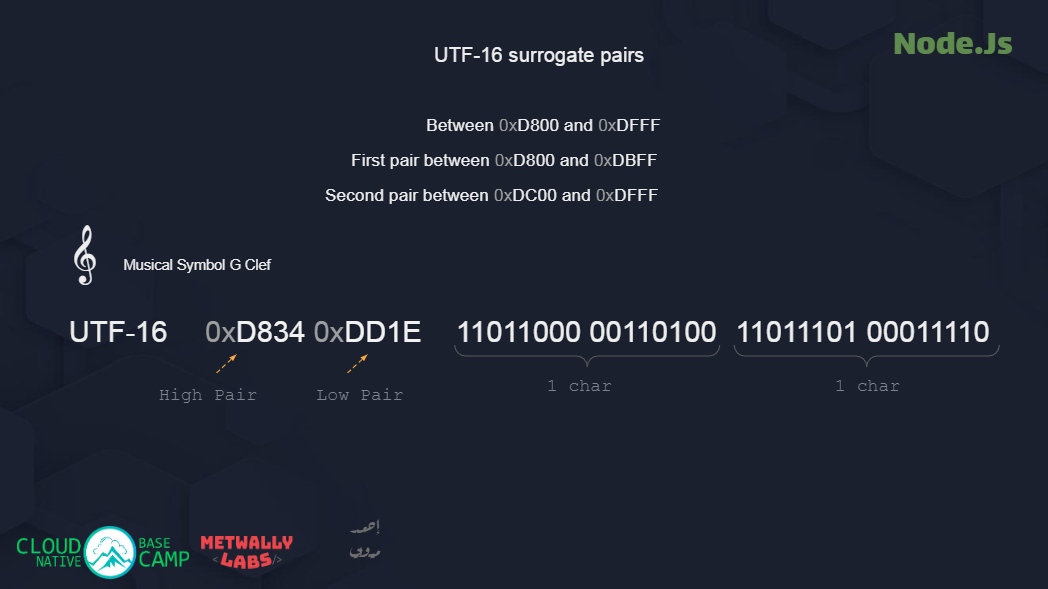 Node.Js
UTF-16 surrogate pairs
Between 0xD800 and 0xDFFF
First pair between 0xD800 and 0xDBFF
Second pair between 0xDC00 and 0xDFFF
Musical Symbol G Clef
UTF-16 0xD834 0xDD1E 11011000 00110100 11011101 00011110
High Pair Low Pair 1 char 1 char
CLOUD NATIVE BASE CAMP
METWALLY
<LABS/>
أحمد